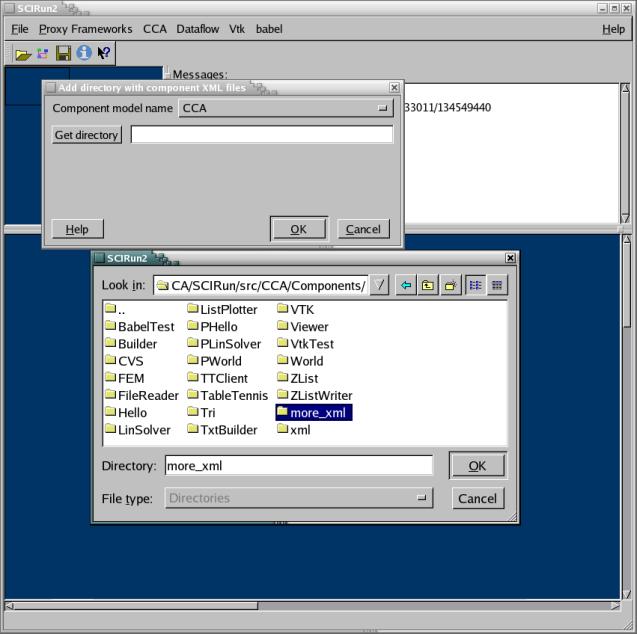 SCIRun2
File Proxy Frameworks CCA Dataflow Vtk babel Help
Messages:
33011/134549440
Add directory with component XML files
Component model name CCA
Get directory
Help OK Cancel
SCIRun2
Look in: CA/SCIRun/src/CCA/Components/
.. ListPlotter VTK
BabelTest PHello Viewer
Builder PLinSolver VtkTest
CVS PWorld World
FEM TTClient ZList
FileReader TableTennis ZListWriter
Hello Tri more_xml
LinSolver TxtBuilder xml
Directory: more_xml OK
File type: Directories Cancel